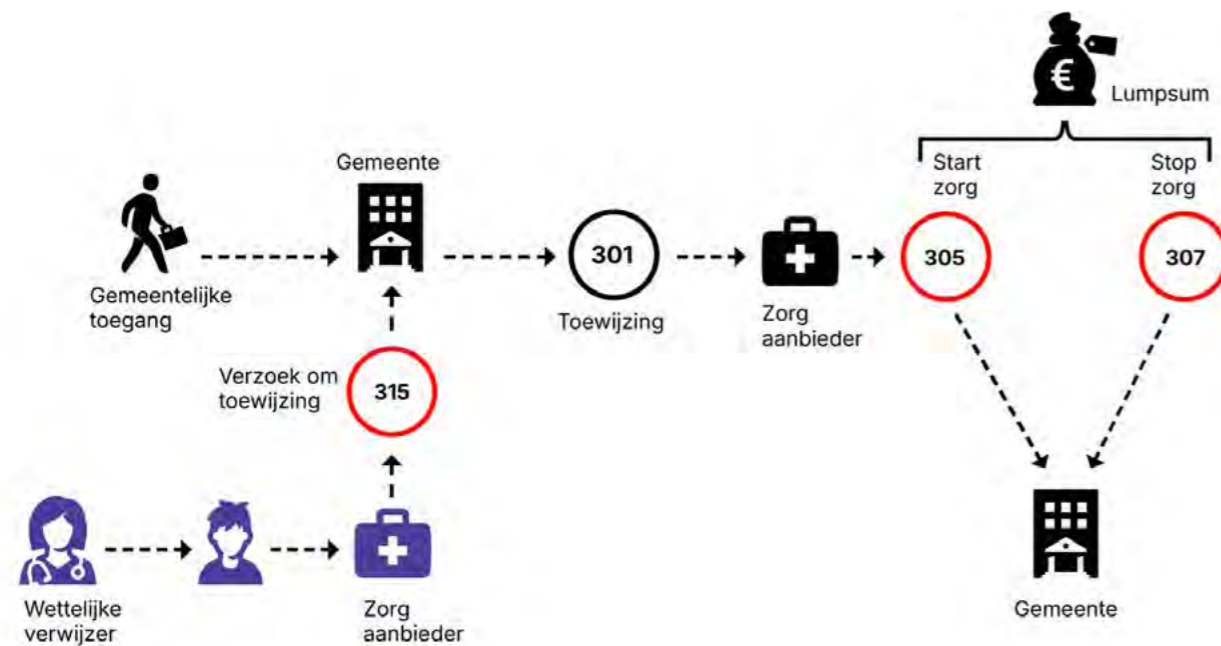 €
Lumpsum
Gemeente
Start
zorg
Stop
zorg
301
305
307
Gemeentelijke
toegang
Toewijzing
Zorg
aanbieder
Verzoek om
toewijzing
315
Wettelijke
verwijzer
Zorg
aanbieder
Gemeente